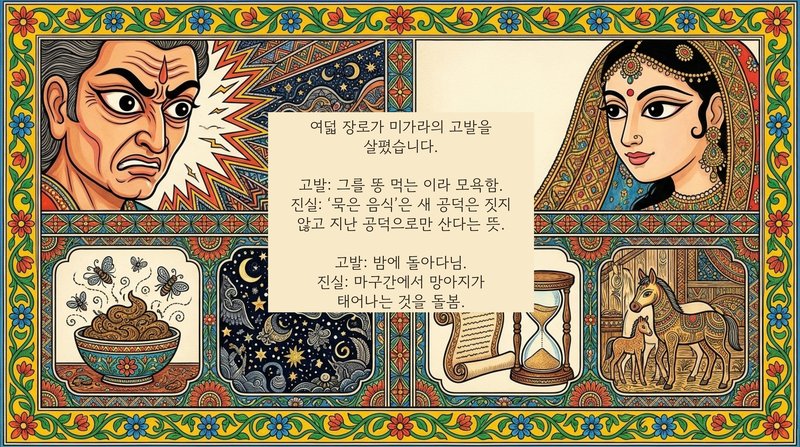 여덟 장로가 미가라의 고발을
살폈습니다.
고발: 그를 똥 먹는 이라 모욕함.
진실: ‘묵은 음식’은 새 공덕은 짓지
않고 지난 공덕으로만 산다는 뜻.
고발: 밤에 돌아다님.
진실: 마구간에서 망아지가
태어나는 것을 돌봄.